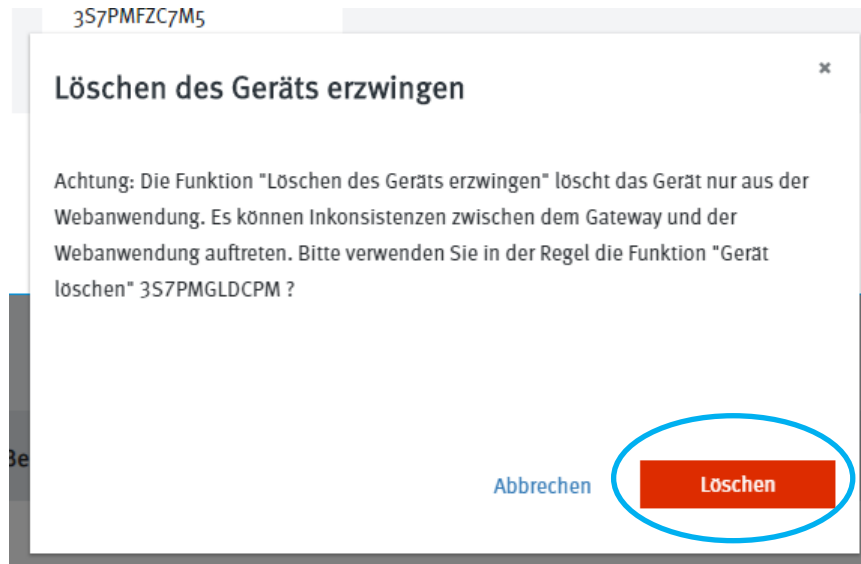 3S7PMFZC7M5
×
Löschen des Geräts erzwingen
Achtung: Die Funktion "Löschen des Geräts erzwingen" löscht das Gerät nur aus der
Webanwendung. Es können Inkonsistenzen zwischen dem Gateway und der
Webanwendung auftreten. Bitte verwenden Sie in der Regel die Funktion "Gerät
löschen" 3S7PMGLDCPM ?
Be
Abbrechen Löschen